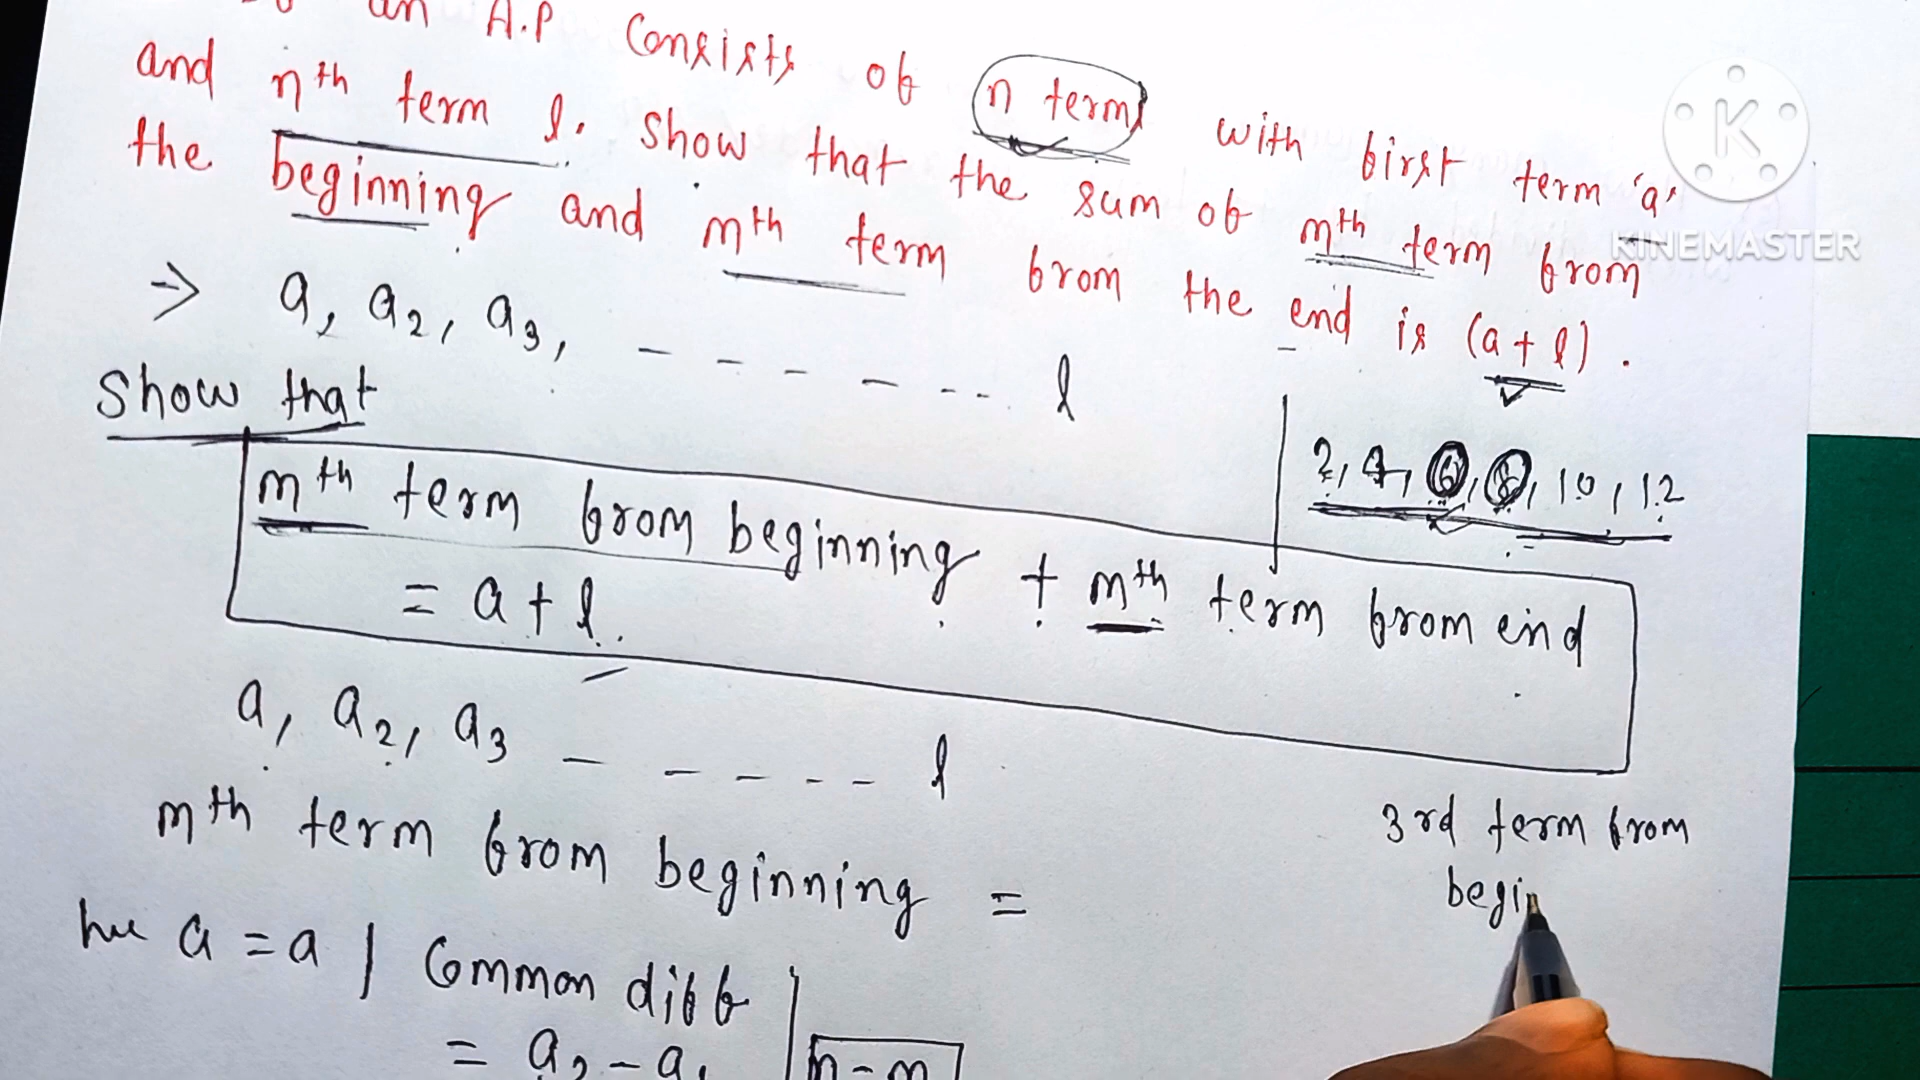 an A.P Consists of n term with first term 'a'
and nth term l. Show that the sum of mth term from
the beginning and mth term from the end is (a + l).
→ a, a2, a3, - - - - - - - l
Show that
2, 4, 6, 8, 10, 12
mth term from beginning + mth term from end
= a + l.
a, a2, a3 - - - - - l
mth term from beginning =
3rd term from
begin
a = a | Common diff
= a2 - a,
n - m
K
KINEMASTER